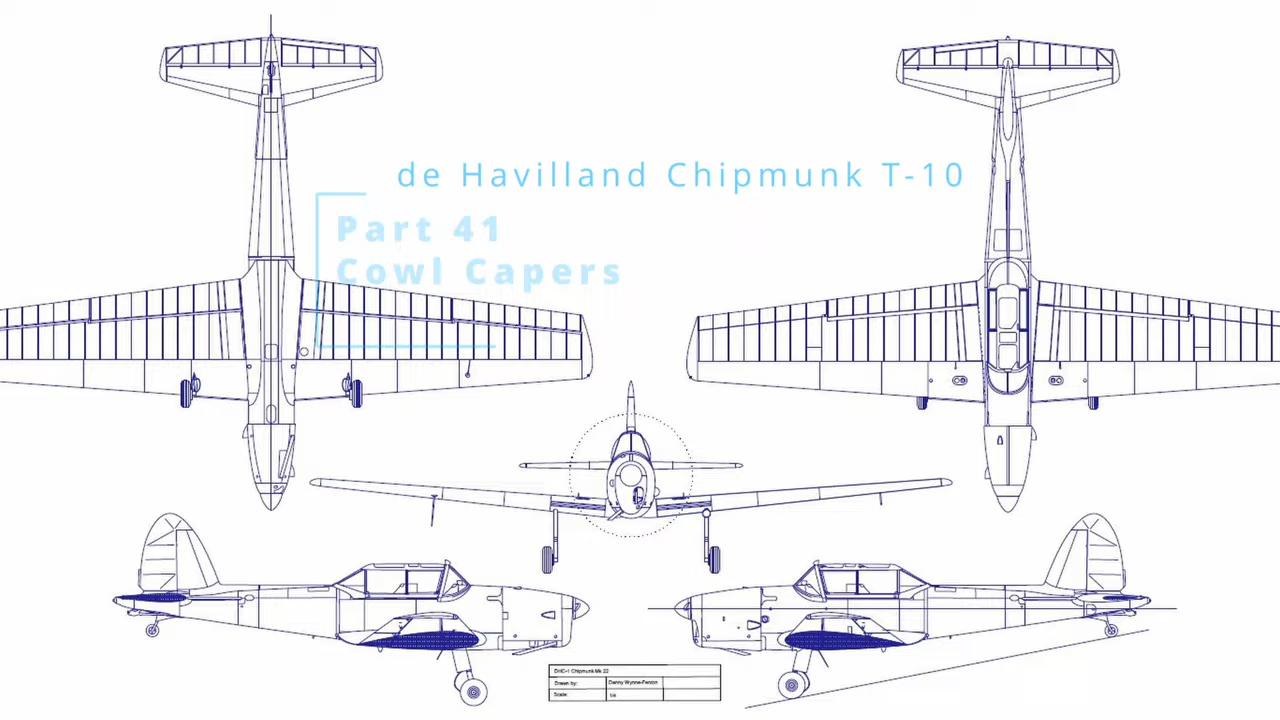 de Havilland Chipmunk T-10
Part 41
Cowl Capers
DHC-1 Chipmunk Mk 22
Drawn by: Danny Wynne-Fenton
Scale: